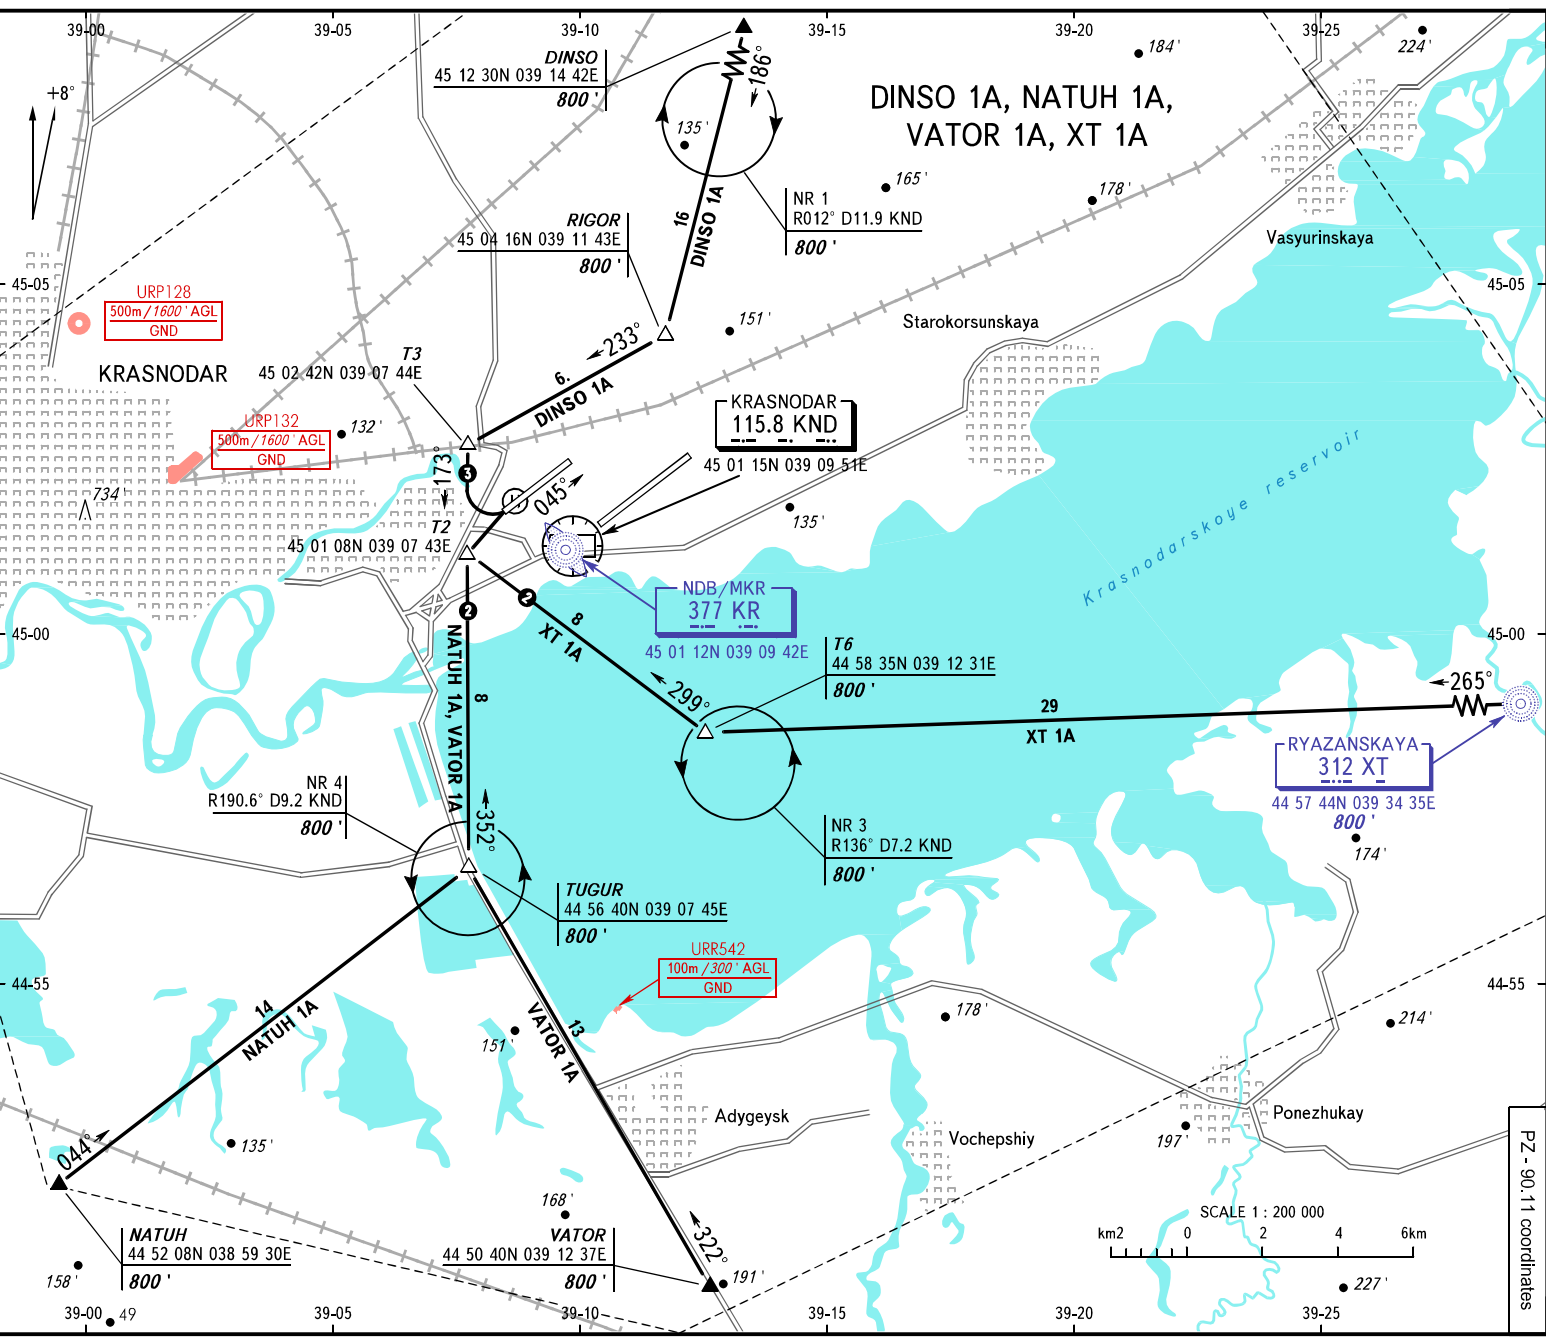 39-00
39-05
39-10
39-15
39-20
39-25
+8°
DINSO
45 12 30N 039 14 42E
800 '
186°
184'
224'
DINSO 1A, NATUH 1A,
VATOR 1A, XT 1A
135'
165'
178'
NR 1
R012° D11.9 KND
800 '
16
DINSO 1A
RIGOR
45 04 16N 039 11 43E
800 '
Vasyurinskaya
45-05
45-05
URP128
500m/1600' AGL
GND
151'
Starokorsunskaya
KRASNODAR
T3
45 02 42N 039 07 44E
233°
6.
DINSO 1A
URP132
500m/1600' AGL
GND
132'
KRASNODAR
115.8 KND
45 01 15N 039 09 51E
173°
3
045°
734'
135'
T2
45 01 08N 039 07 43E
Krasnodarskoye reservoir
NDB/MKR
377 KR
45 01 12N 039 09 42E
2
2
8
XT 1A
45-00
45-00
T6
44 58 35N 039 12 31E
800 '
299°
NATUH 1A, VATOR 1A
8
265°
29
XT 1A
RYAZANSKAYA
312 XT
44 57 44N 039 34 35E
800 '
174'
NR 4
R190.6° D9.2 KND
800 '
352°
NR 3
R136° D7.2 KND
800 '
TUGUR
44 56 40N 039 07 45E
800 '
URR542
100m/300' AGL
GND
44-55
44-55
14
NATUH 1A
13
VATOR 1A
151'
178'
214'
Adygeysk
Vochepshiy
Ponezhukay
197'
044°
135'
168'
322°
191'
NATUH
44 52 08N 038 59 30E
800 '
VATOR
44 50 40N 039 12 37E
800 '
158'
SCALE 1 : 200 000
km2 0 2 4 6km
227'
PZ - 90.11 coordinates
39-00
49
39-05
39-10
39-15
39-20
39-25